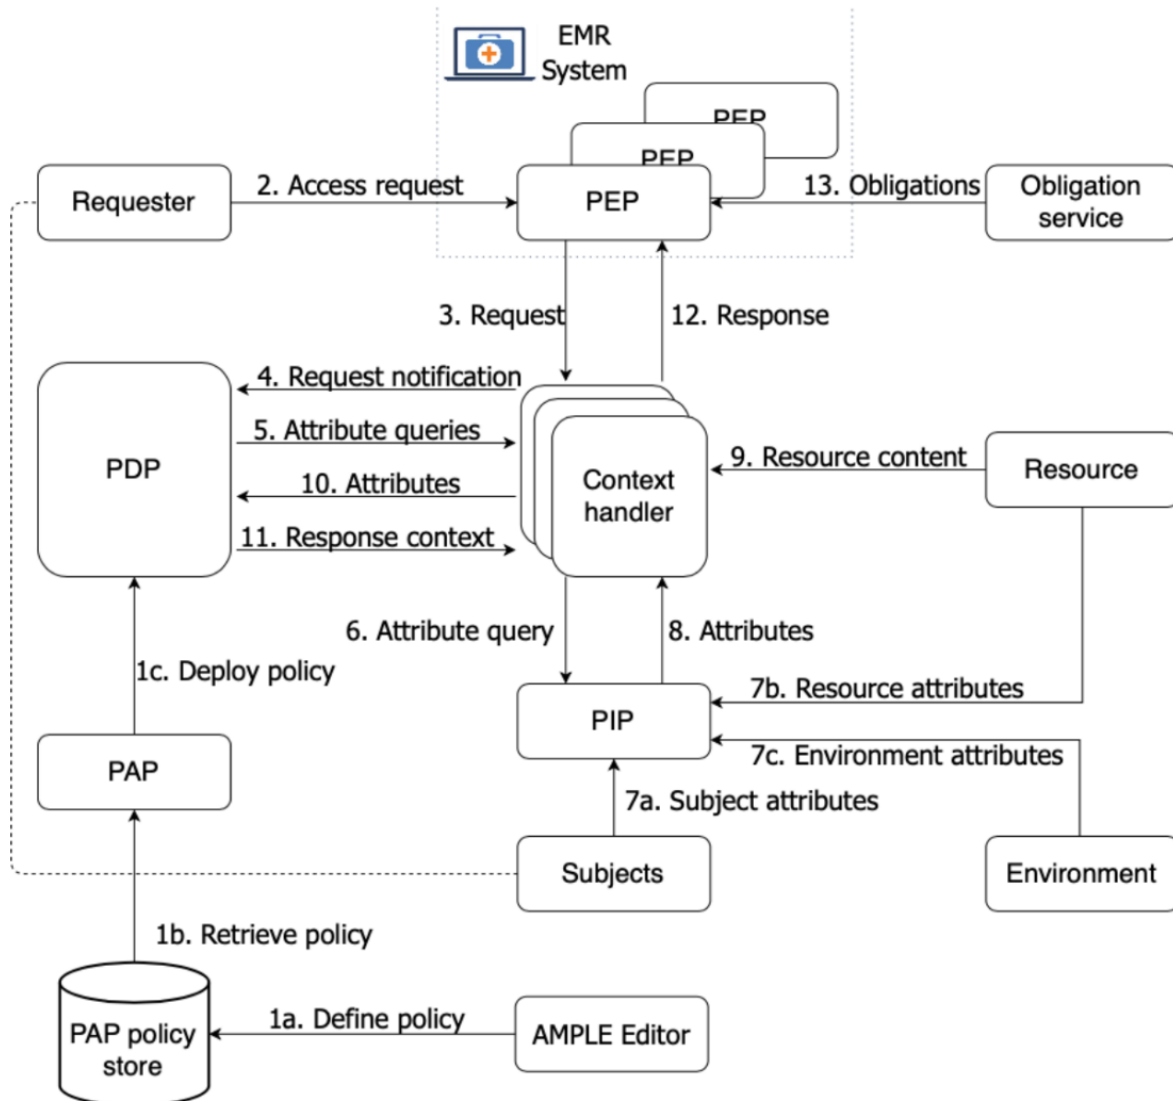 EMR
System
PEP
PEP
Requester
2. Access request
PEP
13. Obligations
Obligation
service
3. Request
12. Response
4. Request notification
5. Attribute queries
PDP
10. Attributes
11. Response context
Context
handler
9. Resource content
Resource
6. Attribute query
8. Attributes
1c. Deploy policy
7b. Resource attributes
PIP
7c. Environment attributes
PAP
7a. Subject attributes
Subjects
Environment
1b. Retrieve policy
1a. Define policy
PAP policy
store
AMPLE Editor